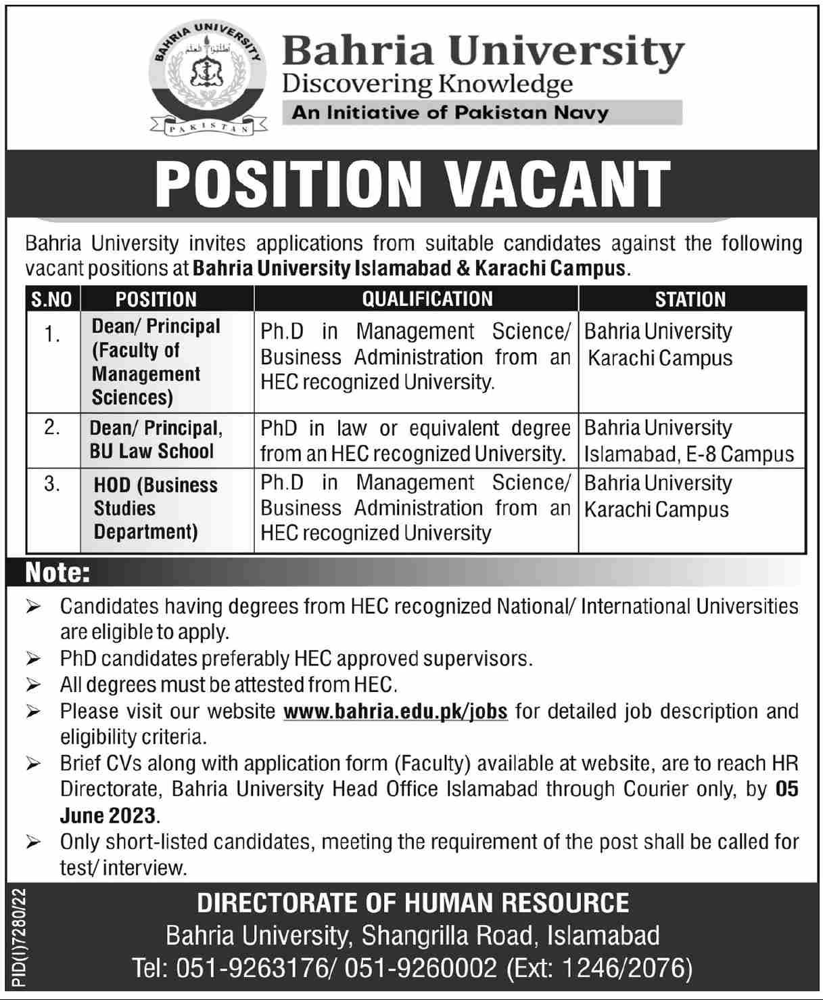 BAHRIA UNIVERSITY
اطلبوا العلم
PAKISTAN
Bahria University
Discovering Knowledge
An Initiative of Pakistan Navy
POSITION VACANT
Bahria University invites applications from suitable candidates against the following
vacant positions at Bahria University Islamabad & Karachi Campus.
S.NO POSITION QUALIFICATION STATION
1.
Dean/ Principal
(Faculty of
Management
Sciences)
Ph.D in Management Science/
Business Administration from an
HEC recognized University.
Bahria University
Karachi Campus
2.
Dean/ Principal,
BU Law School
PhD in law or equivalent degree
from an HEC recognized University.
Bahria University
Islamabad, E-8 Campus
3.
HOD (Business
Studies
Department)
Ph.D in Management Science/
Business Administration from an
HEC recognized University
Bahria University
Karachi Campus
Note:
➢ Candidates having degrees from HEC recognized National/ International Universities
are eligible to apply.
➢ PhD candidates preferably HEC approved supervisors.
➢ All degrees must be attested from HEC.
➢ Please visit our website www.bahria.edu.pk/jobs for detailed job description and
eligibility criteria.
➢ Brief CVs along with application form (Faculty) available at website, are to reach HR
Directorate, Bahria University Head Office Islamabad through Courier only, by 05
June 2023.
➢ Only short-listed candidates, meeting the requirement of the post shall be called for
test/ interview.
PID(I)7280/22
DIRECTORATE OF HUMAN RESOURCE
Bahria University, Shangrilla Road, Islamabad
Tel: 051-9263176/ 051-9260002 (Ext: 1246/2076)